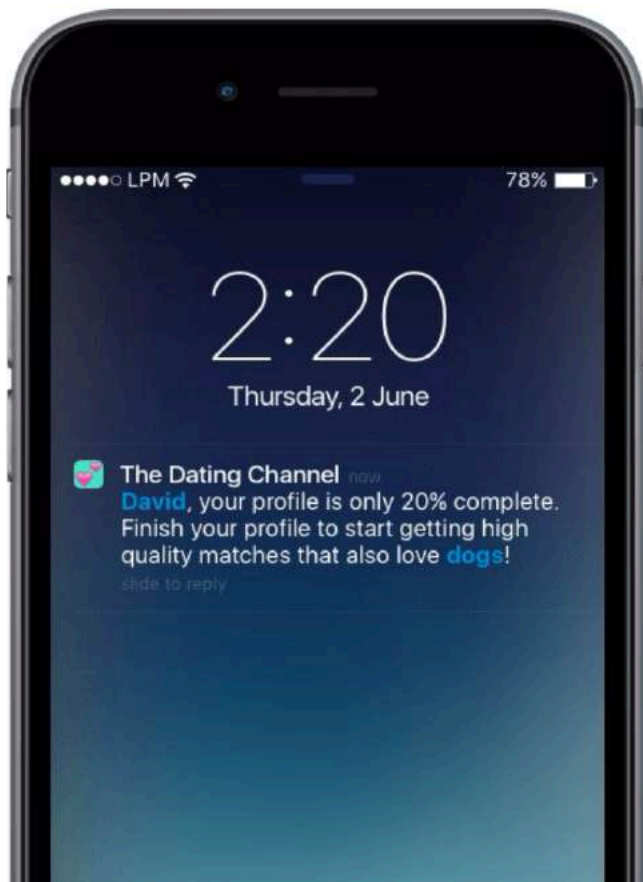 LPM 78%
2:20
Thursday, 2 June
The Dating Channel now
David, your profile is only 20% complete.
Finish your profile to start getting high
quality matches that also love dogs!
slide to reply